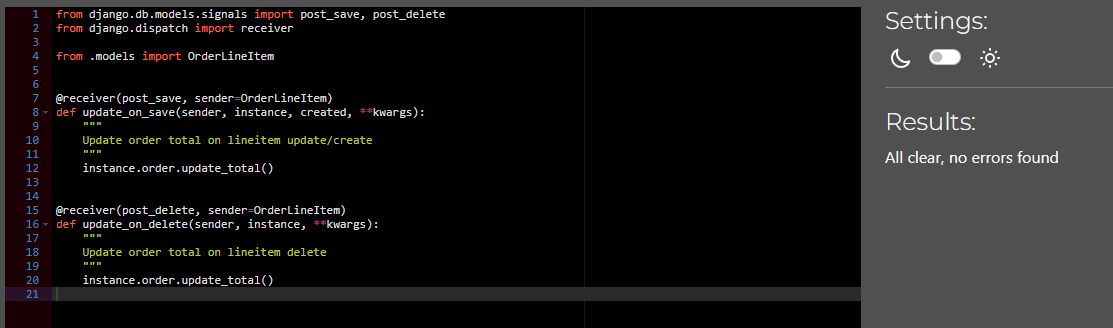 1 from django.db.models.signals import post_save, post_delete
2 from django.dispatch import receiver
3
4 from .models import OrderLineItem
5
6
7 @receiver(post_save, sender=OrderLineItem)
8 def update_on_save(sender, instance, created, **kwargs):
9     """
10     Update order total on lineitem update/create
11     """
12     instance.order.update_total()
13
14
15 @receiver(post_delete, sender=OrderLineItem)
16 def update_on_delete(sender, instance, **kwargs):
17     """
18     Update order total on lineitem delete
19     """
20     instance.order.update_total()
21
Settings:
Results:
All clear, no errors found